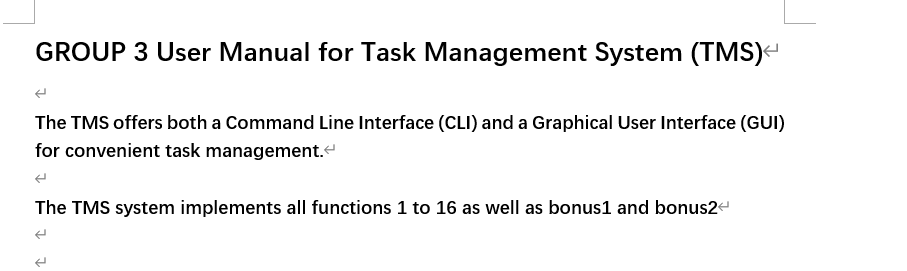 GROUP 3 User Manual for Task Management System (TMS)
The TMS offers both a Command Line Interface (CLI) and a Graphical User Interface (GUI)
for convenient task management.
The TMS system implements all functions 1 to 16 as well as bonus1 and bonus2